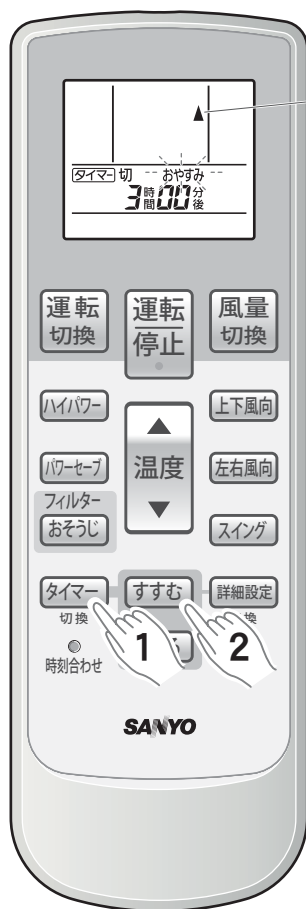 タイマー 切 おやすみ
3時間00分後
運転切換
運転停止
風量切換
ハイパワー
上下風向
パワーセーブ
温度
左右風向
フィルター
おそうじ
スイング
タイマー
すすむ
詳細設定
切換
換
1
2
る
時刻合わせ
SANYO